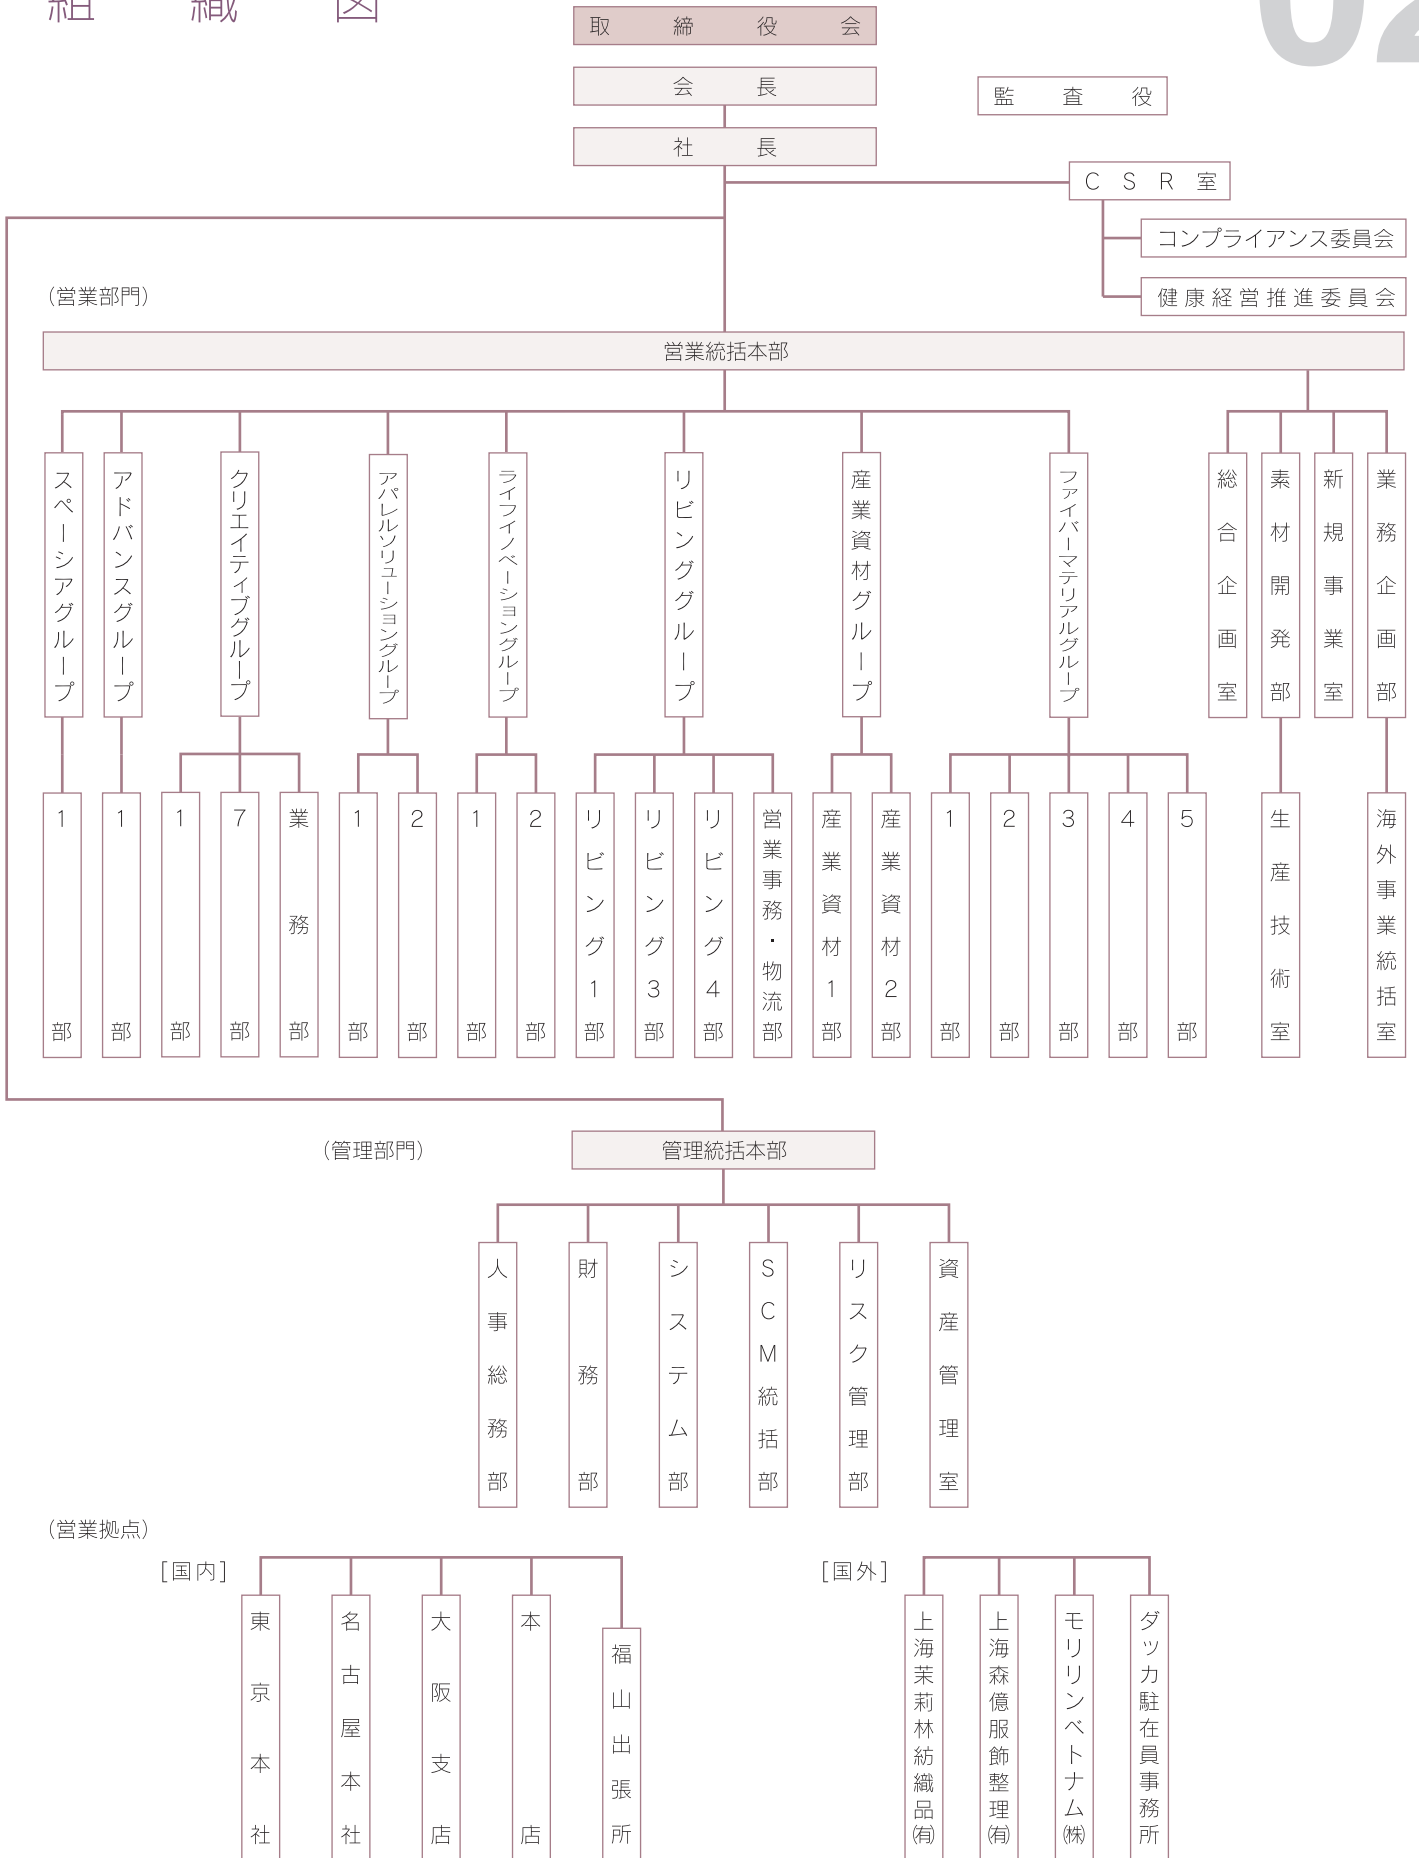 組織図
02
取締役会
会長
監査役
社長
CSR室
コンプライアンス委員会
健康経営推進委員会
（営業部門）
営業統括本部
スペーシアグループ
アドバンスグループ
クリエイティブグループ
アパレルソリューショングループ
ライフイノベーショングループ
リビンググループ
産業資材グループ
ファイバーマテリアルグループ
総合企画室
素材開発部
新規事業室
業務企画部
1部
1部
1部
7部
業務部
1部
2部
1部
2部
リビング1部
リビング3部
リビング4部
営業事務・物流部
産業資材1部
産業資材2部
1部
2部
3部
4部
5部
生産技術室
海外事業統括室
（管理部門）
管理統括本部
人事総務部
財務部
システム部
SCM統括部
リスク管理部
資産管理室
（営業拠点）
［国内］
東京本社
名古屋本社
大阪支店
本店
福山出張所
［国外］
上海茉莉林紡織品㈲
上海森億服飾整理㈲
モリリンベトナム㈱
ダッカ駐在員事務所